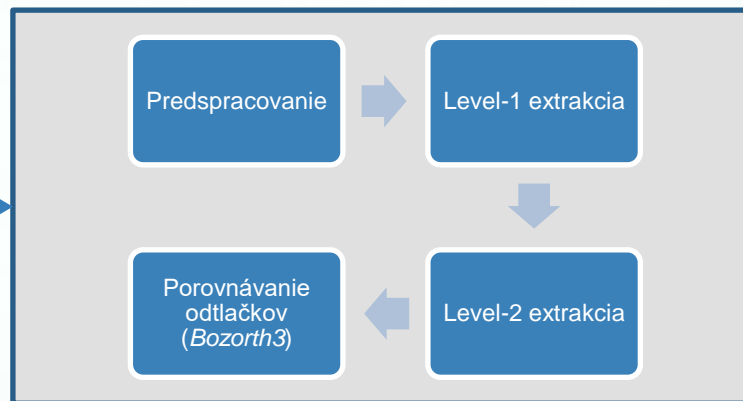 Predspracovanie
Level-1 extrakcia
Level-2 extrakcia
Porovnávanie
odtlačkov
(Bozorth3)